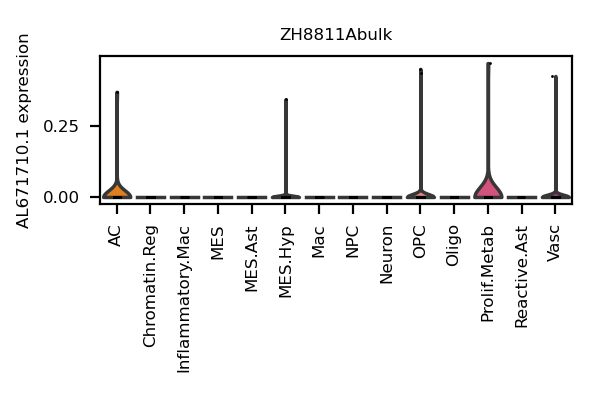 ZH8811Abulk
AL671710.1 expression
0.25
0.00
AC
Chromatin.Reg
Inflammatory.Mac
MES
MES.Ast
MES.Hyp
Mac
NPC
Neuron
OPC
Oligo
Prolif.Metab
Reactive.Ast
Vasc